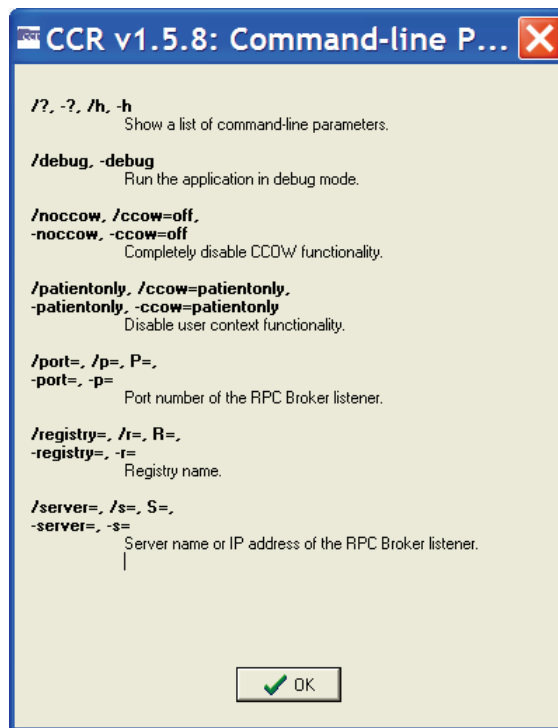 CCR v1.5.8: Command-line P...
/?, -?, /h, -h
Show a list of command-line parameters.
/debug, -debug
Run the application in debug mode.
/noccow, /ccow=off,
-noccow, -ccow=off
Completely disable CCOW functionality.
/patientonly, /ccow=patientonly,
-patientonly, -ccow=patientonly
Disable user context functionality.
/port=, /p=, P=,
-port=, -p=
Port number of the RPC Broker listener.
/registry=, /r=, R=,
-registry=, -r=
Registry name.
/server=, /s=, S=,
-server=, -s=
Server name or IP address of the RPC Broker listener.
OK